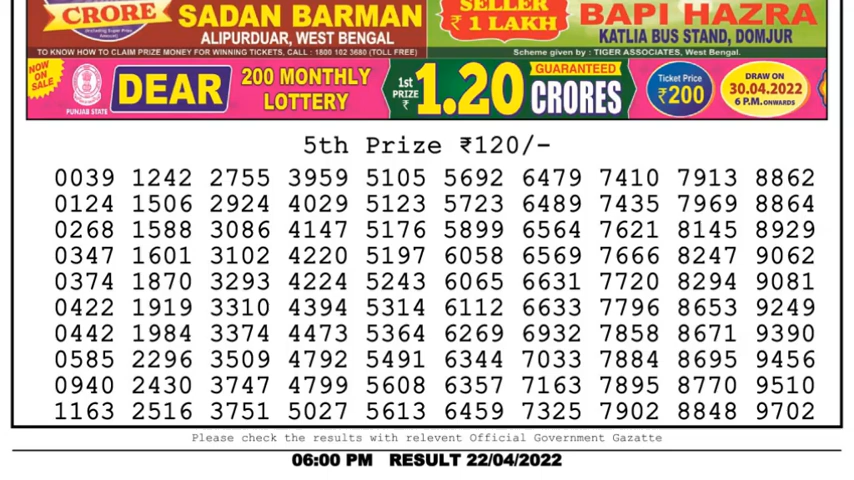 CRORE
(Including Super Prize Amount)
SADAN BARMAN
ALIPURDUAR, WEST BENGAL
SELLER
₹ 1 LAKH
BAPI HAZRA
KATLIA BUS STAND, DOMJUR
TO KNOW HOW TO CLAIM PRIZE MONEY FOR WINNING TICKETS, CALL : 1800 102 3680 (TOLL FREE)
Scheme given by : TIGER ASSOCIATES, West Bengal.
NOW
ON
SALE
PUNJAB STATE
DEAR
200 MONTHLY
LOTTERY
1st
PRIZE
₹
1.20
GUARANTEED
CRORES
Ticket Price
₹200
DRAW ON
30.04.2022
6 P.M. ONWARDS
5th Prize ₹120/-
0039 1242 2755 3959 5105 5692 6479 7410 7913 8862
0124 1506 2924 4029 5123 5723 6489 7435 7969 8864
0268 1588 3086 4147 5176 5899 6564 7621 8145 8929
0347 1601 3102 4220 5197 6058 6569 7666 8247 9062
0374 1870 3293 4224 5243 6065 6631 7720 8294 9081
0422 1919 3310 4394 5314 6112 6633 7796 8653 9249
0442 1984 3374 4473 5364 6269 6932 7858 8671 9390
0585 2296 3509 4792 5491 6344 7033 7884 8695 9456
0940 2430 3747 4799 5608 6357 7163 7895 8770 9510
1163 2516 3751 5027 5613 6459 7325 7902 8848 9702
Please check the results with relevent Official Government Gazatte
06:00 PM RESULT 22/04/2022